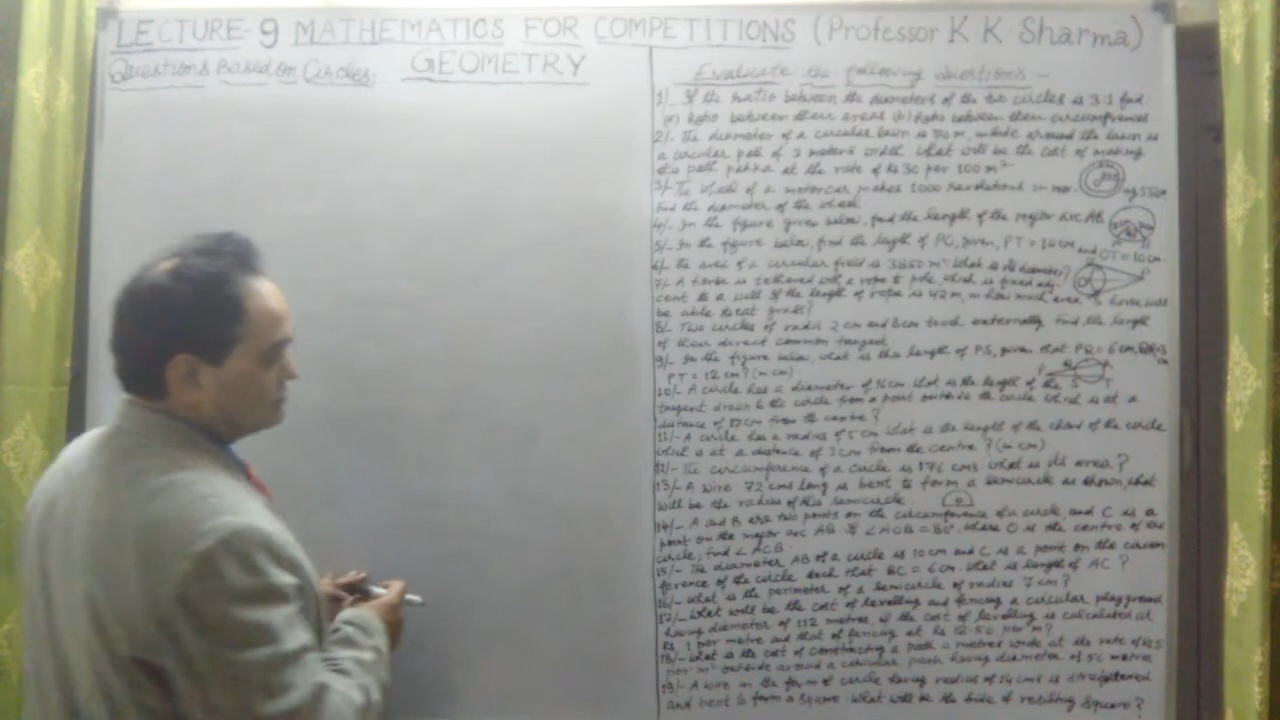 LECTURE-9 MATHEMATICS FOR COMPETITIONS (Professor K K Sharma)
Questions Based on Circles:
GEOMETRY
Evaluate the following Questions:-
1/- If the ratio between the diameters of the two circles is 3:1 find.
(a) Ratio between their areas (b) Ratio between their circumferences
2/- The diameter of a circular lawn is 70 m, while around the lawn is
a circular path of 7 meters width. What will be the cost of making
this path pakka at the rate of Rs 30 per 100 m²
3/- The wheel of a motorcar makes 1000 revolutions in
Find the diameter of the wheel
4/- In the figure given below, find the length of the major arc AB
5/- In the figure below, find the length of PC, given, PT = 10 cm and OT = 10 cm.
6/- The area of a circular field is 3850 m² What is its diameter?
7/- A horse is tethered with a rope to pole, which is fixed adj-
cent to a wall If the length of rope is 42 m, in how much area, horse will
be able to eat grass?
8/- Two circles of radii 2 cm and 8 cm touch externally Find the length
of their direct common tangent
9/- In the figure below, what is the length of PS, given that PQ = 6 cm,
PT = 12 cm? (in cm)
10/- A circle has a diameter of 16 cm What is the length of the
tangent drawn to the circle from a point outside the circle which is at a
distance of 17 cm from the centre?
11/- A circle has a radius of 5 cm What is the length of the chord of the circle
which is at a distance of 3 cm from the centre? (in cm)
12/- The circumference of a circle is 176 cms What is its area?
13/- A wire 72 cms long is bent to form a semicircle as shown, what
will be the radius of this semicircle.
14/- A and B are two points on the circumference of a circle, and C is a
point on the major arc AB If ∠AOB = 80°, where O is the centre of the
circle, find ∠ACB.
15/- The diameter AB of a circle is 10 cm and C is a point on the circum
ference of the circle such that BC = 6 cm. What is length of AC?
16/- What is the perimeter of a semicircle of radius 7 cm?
17/- What will be the cost of levelling and fencing a circular playground
having diameter of 112 metres, if the cost of levelling is calculated at
Rs 1 per metre and that of fencing at Rs 12.50 per m?
18/- What is the cost of constructing a path metres wide at the rate of Rs 5
per m² outside around a circular park having diameter of 56 metres
19/- A wire in the form of circle having radius of 14 cms is straightened
and bent to form a square. What will be the side of resulting square?